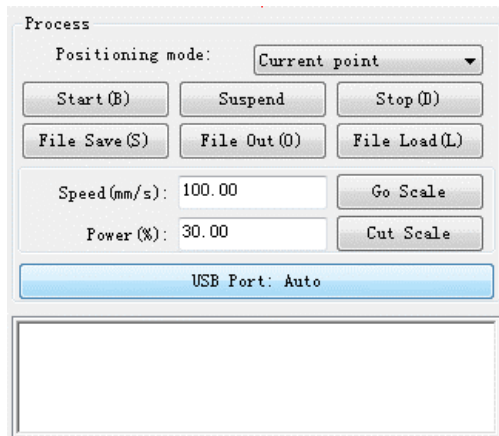 Process
Positioning mode: Current point
Start(B) Suspend Stop(D)
File Save(S) File Out(O) File Load(L)
Speed(mm/s): 100.00 Go Scale
Power(%): 30.00 Cut Scale
USB Port: Auto